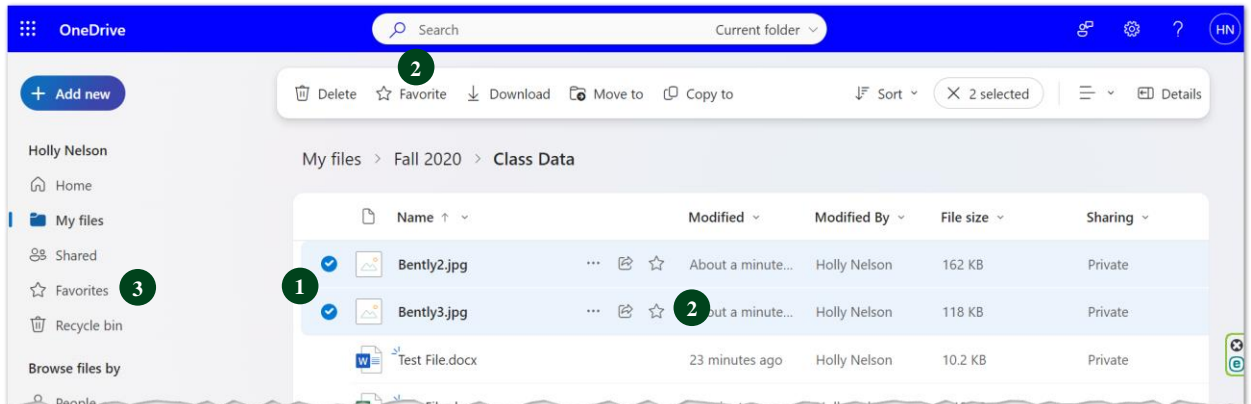 OneDrive
Search
Current folder
HN
2
+ Add new
Delete
Favorite
Download
Move to
Copy to
Sort
2 selected
Details
Holly Nelson
Home
My files
Shared
Favorites
3
Recycle bin
Browse files by
People
My files > Fall 2020 > Class Data
Name Modified Modified By File size Sharing
Bently2.jpg About a minute... Holly Nelson 162 KB Private
1
Bently3.jpg 2 out a minute... Holly Nelson 118 KB Private
Test File.docx 23 minutes ago Holly Nelson 10.2 KB Private